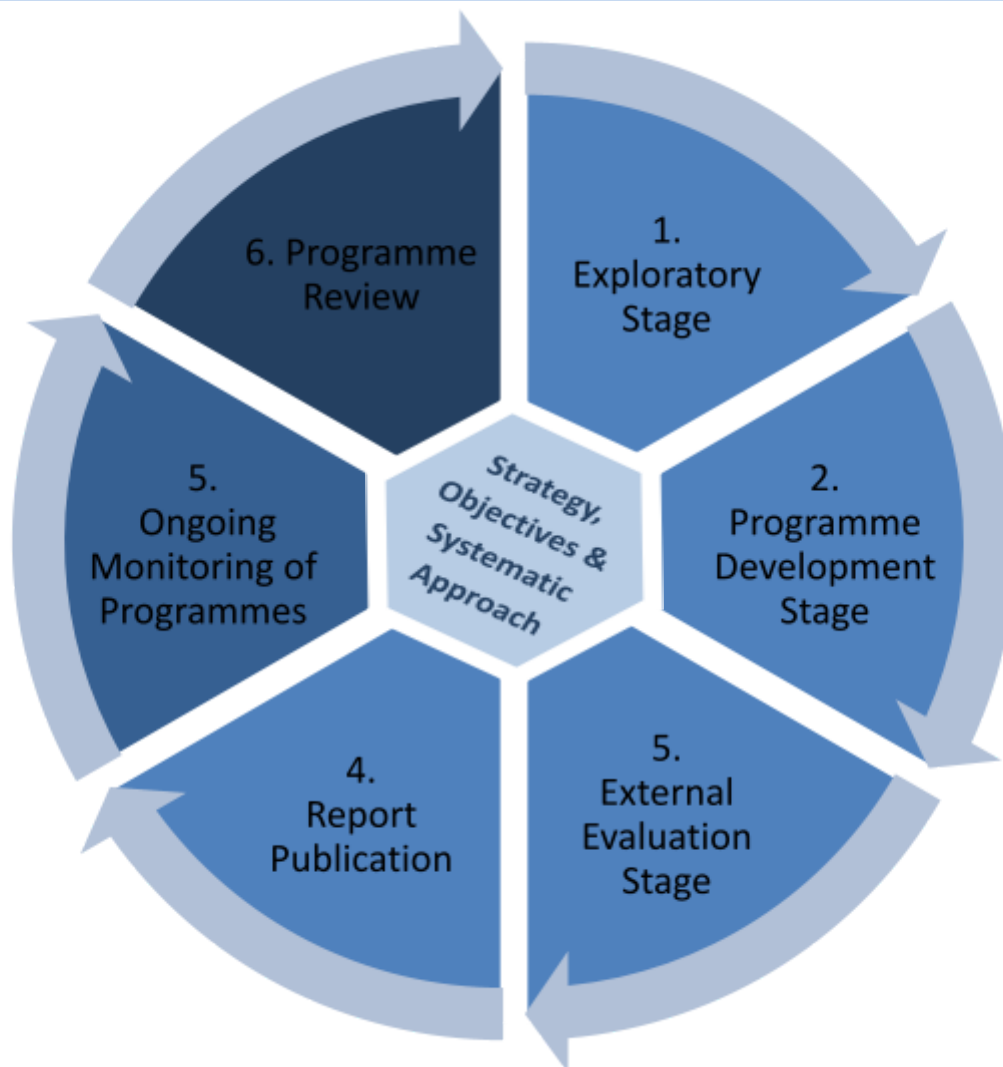 1.
Exploratory
Stage
2.
Programme
Development
Stage
5.
External
Evaluation
Stage
4.
Report
Publication
5.
Ongoing
Monitoring of
Programmes
6. Programme
Review
Strategy,
Objectives &
Systematic
Approach